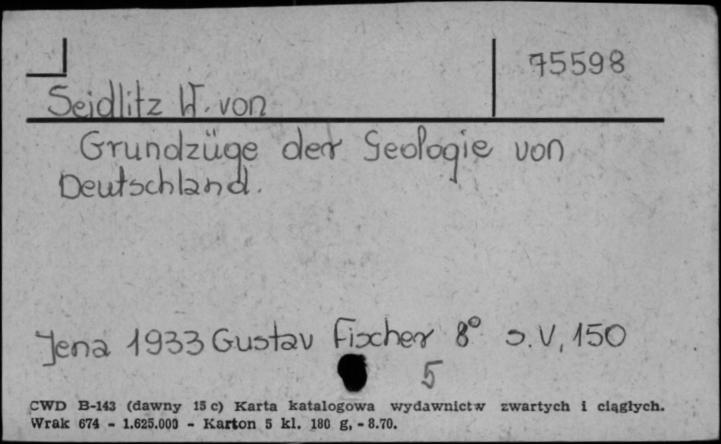 75598
Seidlitz W. von
Grundzüge der Geologie von
Deutschland.
Jena 1933 Gustav Fischer 8° s. V, 150
5
CWD B-143 (dawny 15 c) Karta katalogowa wydawnictw zwartych i ciągłych.
Wrak 674 - 1.625.000 - Karton 5 kl. 180 g, - 8.70.